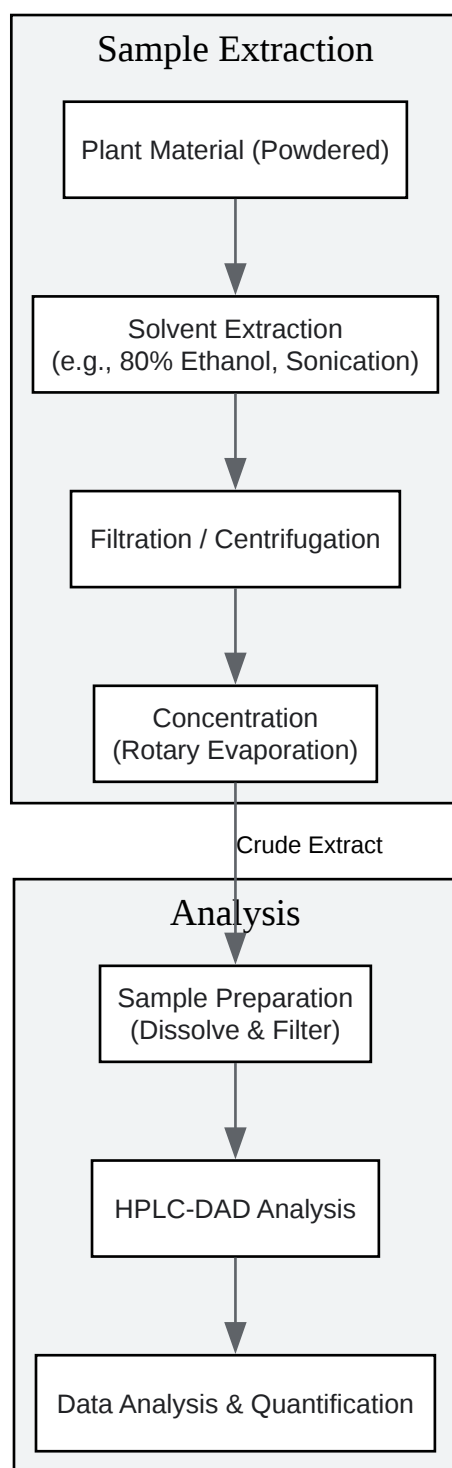 Sample Extraction
Plant Material (Powdered)
Solvent Extraction
(e.g., 80% Ethanol, Sonication)
Filtration / Centrifugation
Concentration
(Rotary Evaporation)
Crude Extract
Analysis
Sample Preparation
(Dissolve & Filter)
HPLC-DAD Analysis
Data Analysis & Quantification